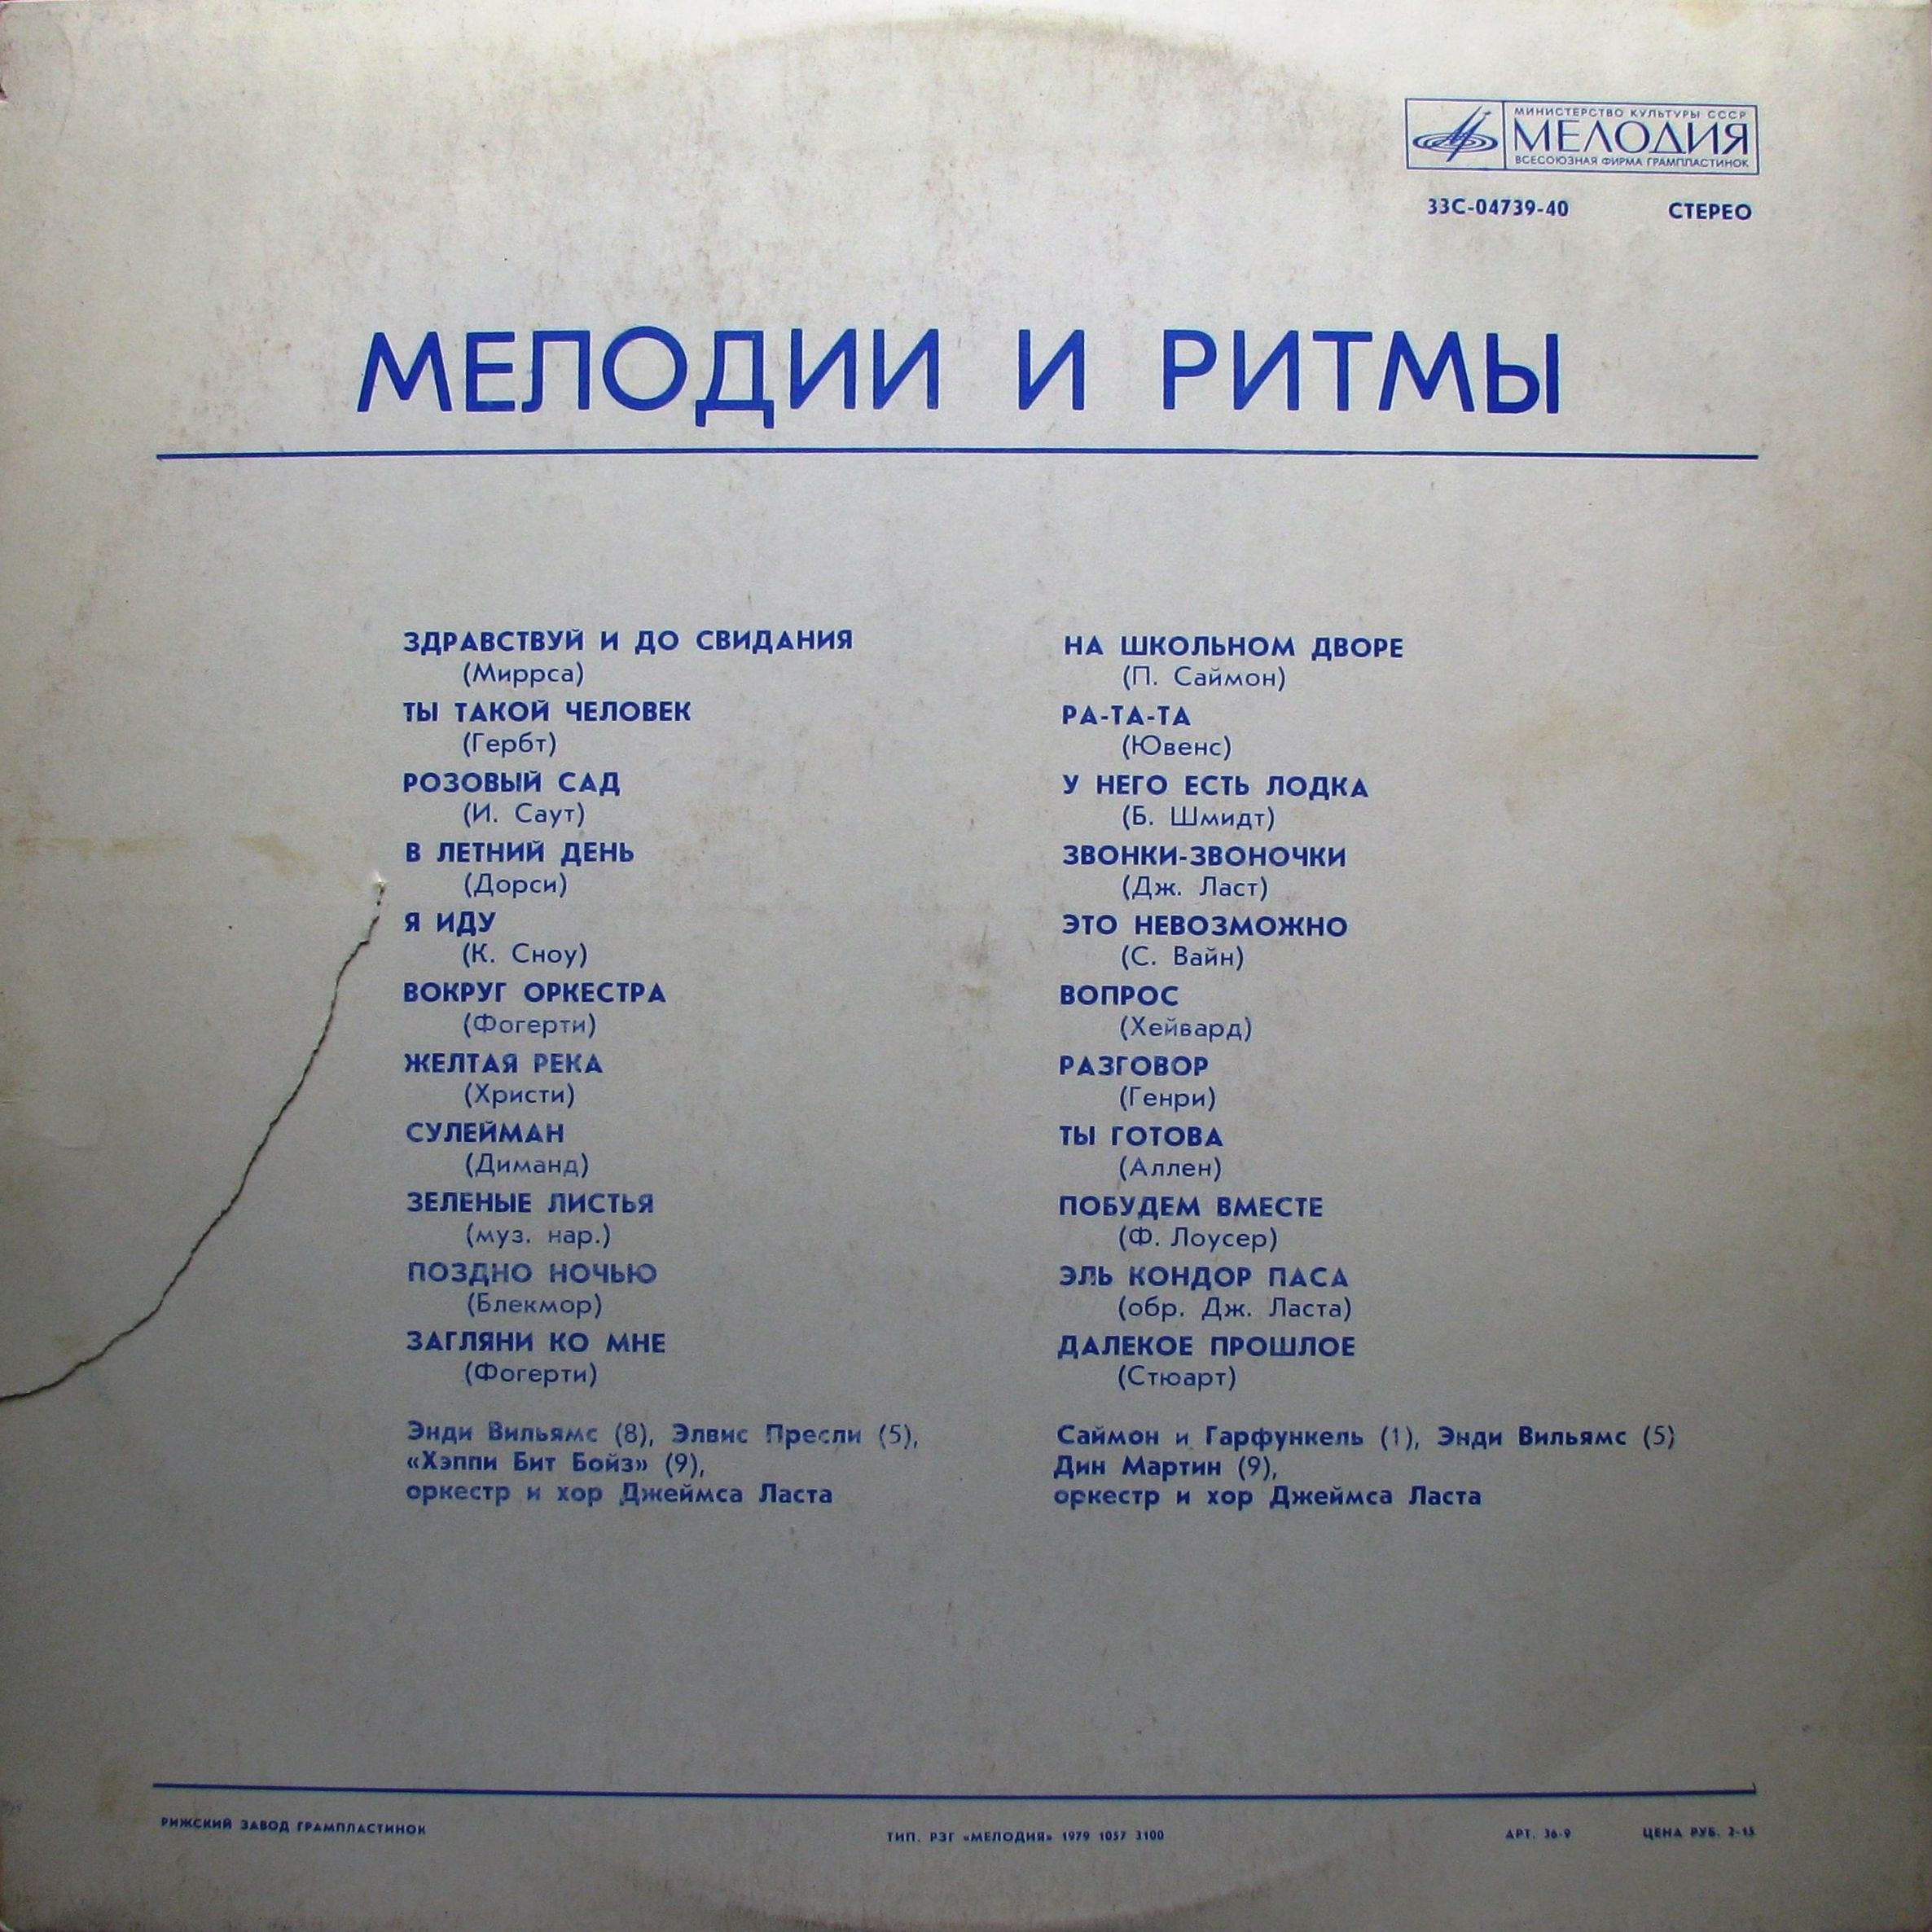 МИНИСТЕРСТВО КУЛЬТУРЫ СССР
МЕЛОДИЯ
ВСЕСОЮЗНАЯ ФИРМА ГРАМПЛАСТИНОК
33С-04739-40 СТЕРЕО
МЕЛОДИИ И РИТМЫ
ЗДРАВСТВУЙ И ДО СВИДАНИЯ
(Миррса)
ТЫ ТАКОЙ ЧЕЛОВЕК
(Гербт)
РОЗОВЫЙ САД
(И. Саут)
В ЛЕТНИЙ ДЕНЬ
(Дорси)
Я ИДУ
(К. Сноу)
ВОКРУГ ОРКЕСТРА
(Фогерти)
ЖЕЛТАЯ РЕКА
(Христи)
СУЛЕЙМАН
(Диманд)
ЗЕЛЕНЫЕ ЛИСТЬЯ
(муз. нар.)
ПОЗДНО НОЧЬЮ
(Блекмор)
ЗАГЛЯНИ КО МНЕ
(Фогерти)
Энди Вильямс (8), Элвис Пресли (5),
«Хэппи Бит Бойз» (9),
оркестр и хор Джеймса Ласта
НА ШКОЛЬНОМ ДВОРЕ
(П. Саймон)
РА-ТА-ТА
(Ювенс)
У НЕГО ЕСТЬ ЛОДКА
(Б. Шмидт)
ЗВОНКИ-ЗВОНОЧКИ
(Дж. Ласт)
ЭТО НЕВОЗМОЖНО
(С. Вайн)
ВОПРОС
(Хейвард)
РАЗГОВОР
(Генри)
ТЫ ГОТОВА
(Аллен)
ПОБУДЕМ ВМЕСТЕ
(Ф. Лоусер)
ЭЛЬ КОНДОР ПАСА
(обр. Дж. Ласта)
ДАЛЕКОЕ ПРОШЛОЕ
(Стюарт)
Саймон и Гарфункель (1), Энди Вильямс (5)
Дин Мартин (9),
оркестр и хор Джеймса Ласта
РИЖСКИЙ ЗАВОД ГРАМПЛАСТИНОК
ТИП. РЗГ «МЕЛОДИЯ» 1979 1057 3100
АРТ. 36-9 ЦЕНА РУБ. 2-15